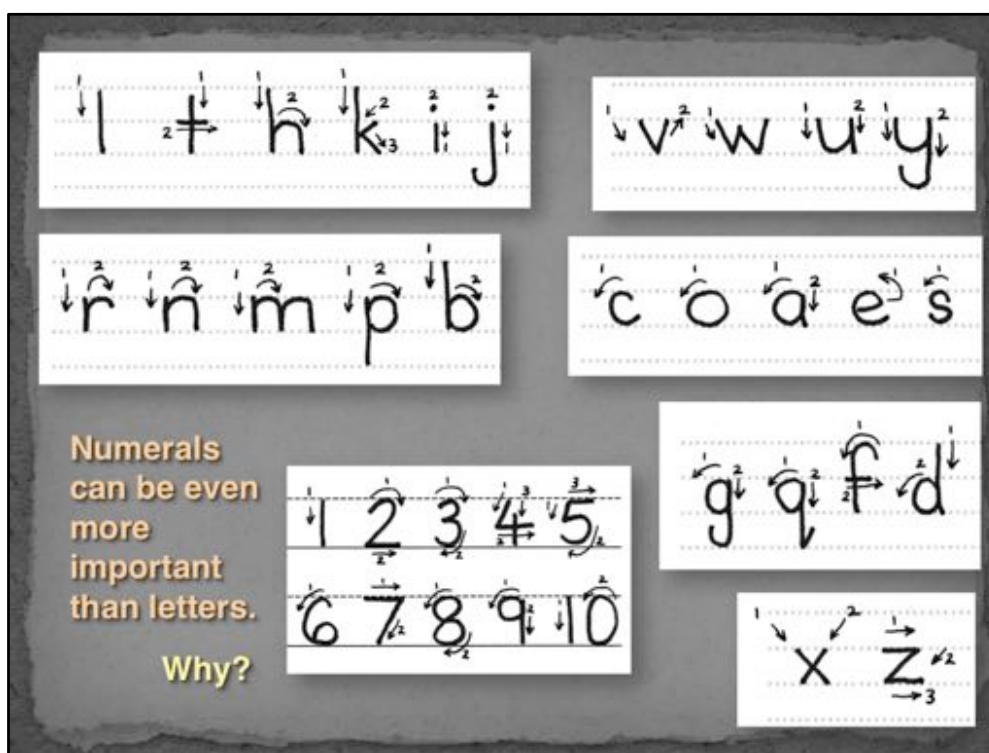 l t h k i j
v w u y
r n m p b
c o a e s
g q f d
Numerals
can be even
more
important
than letters.
Why?
1 2 3 4 5
6 7 8 9 10
x z